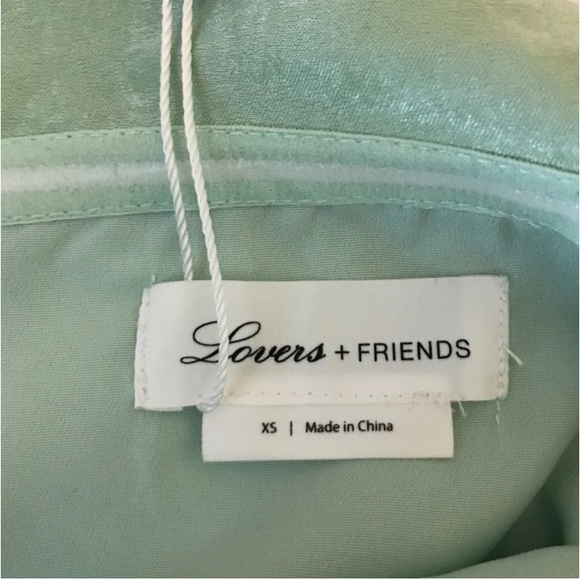 Lovers + FRIENDS
XS | Made in China